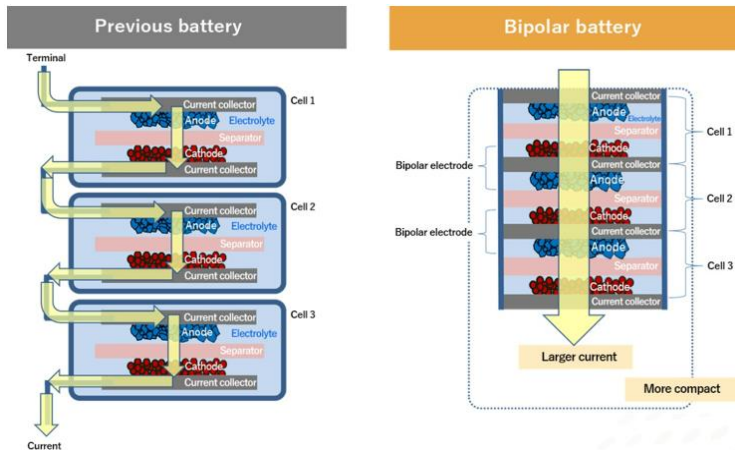 Previous battery
Terminal
Current collector
Cell 1
Anode
Electrolyte
Separator
Cathode
Current collector
Cell 2
Current collector
Anode
Electrolyte
Separator
Cathode
Current collector
Cell 3
Current collector
Anode
Electrolyte
Separator
Cathode
Current collector
Current
Bipolar battery
Current collector
Anode
Electrolyte
Separator
Cell 1
Cathode
Bipolar electrode
Current collector
Anode
Separator
Cell 2
Cathode
Bipolar electrode
Current collector
Anode
Separator
Cell 3
Cathode
Current collector
Larger current
More compact